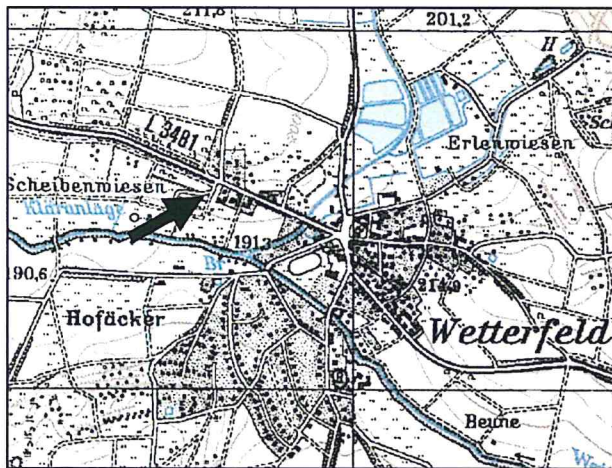 211,8
201,2
H
L 3481
Erlenwiesen
Scheibenwiesen
Kläranlage
191,3
190,6
214,9
Hofäcker
Wetterfeld
Beune